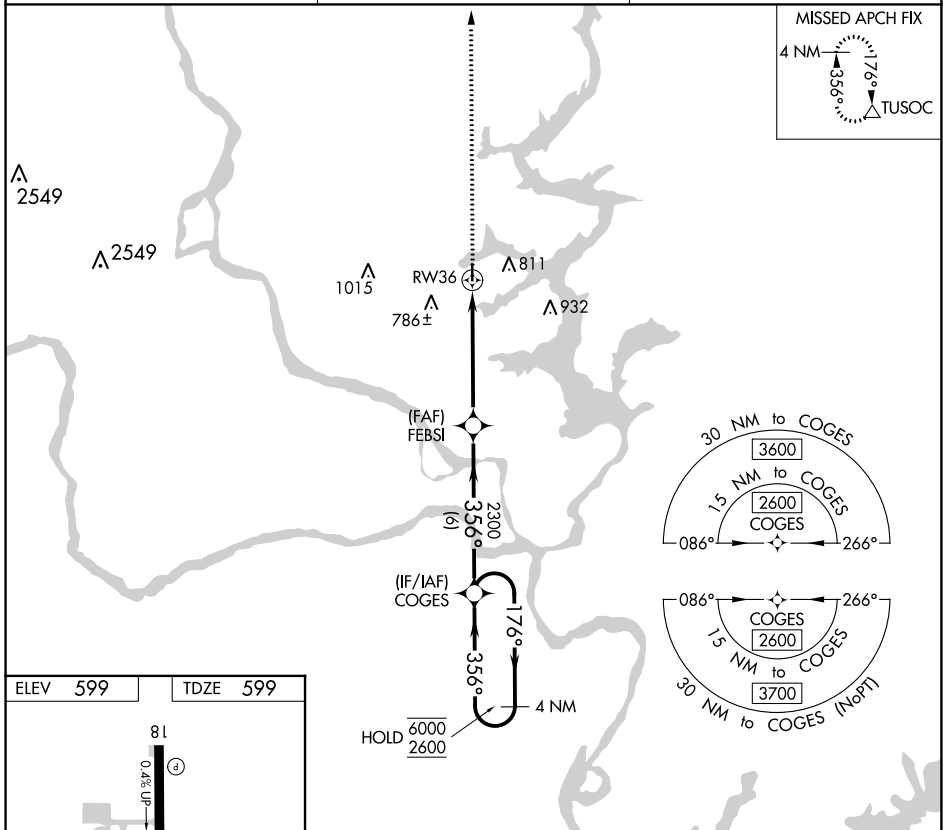 MISSED APCH FIX
4 NM
356°
176°
TUSOC
2549
2549
1015
RW36
811
786±
932
(FAF)
FEBSI
2300
356°
(6)
(IF/IAF)
COGES
176°
356°
4 NM
HOLD 6000
2600
30 NM to COGES
3600
15 NM to COGES
2600
COGES
086°
266°
086°
266°
COGES
2600
15 NM to COGES
3700
30 NM to COGES (NoPT)
ELEV 599
TDZE 599
18
P
0.4% UP